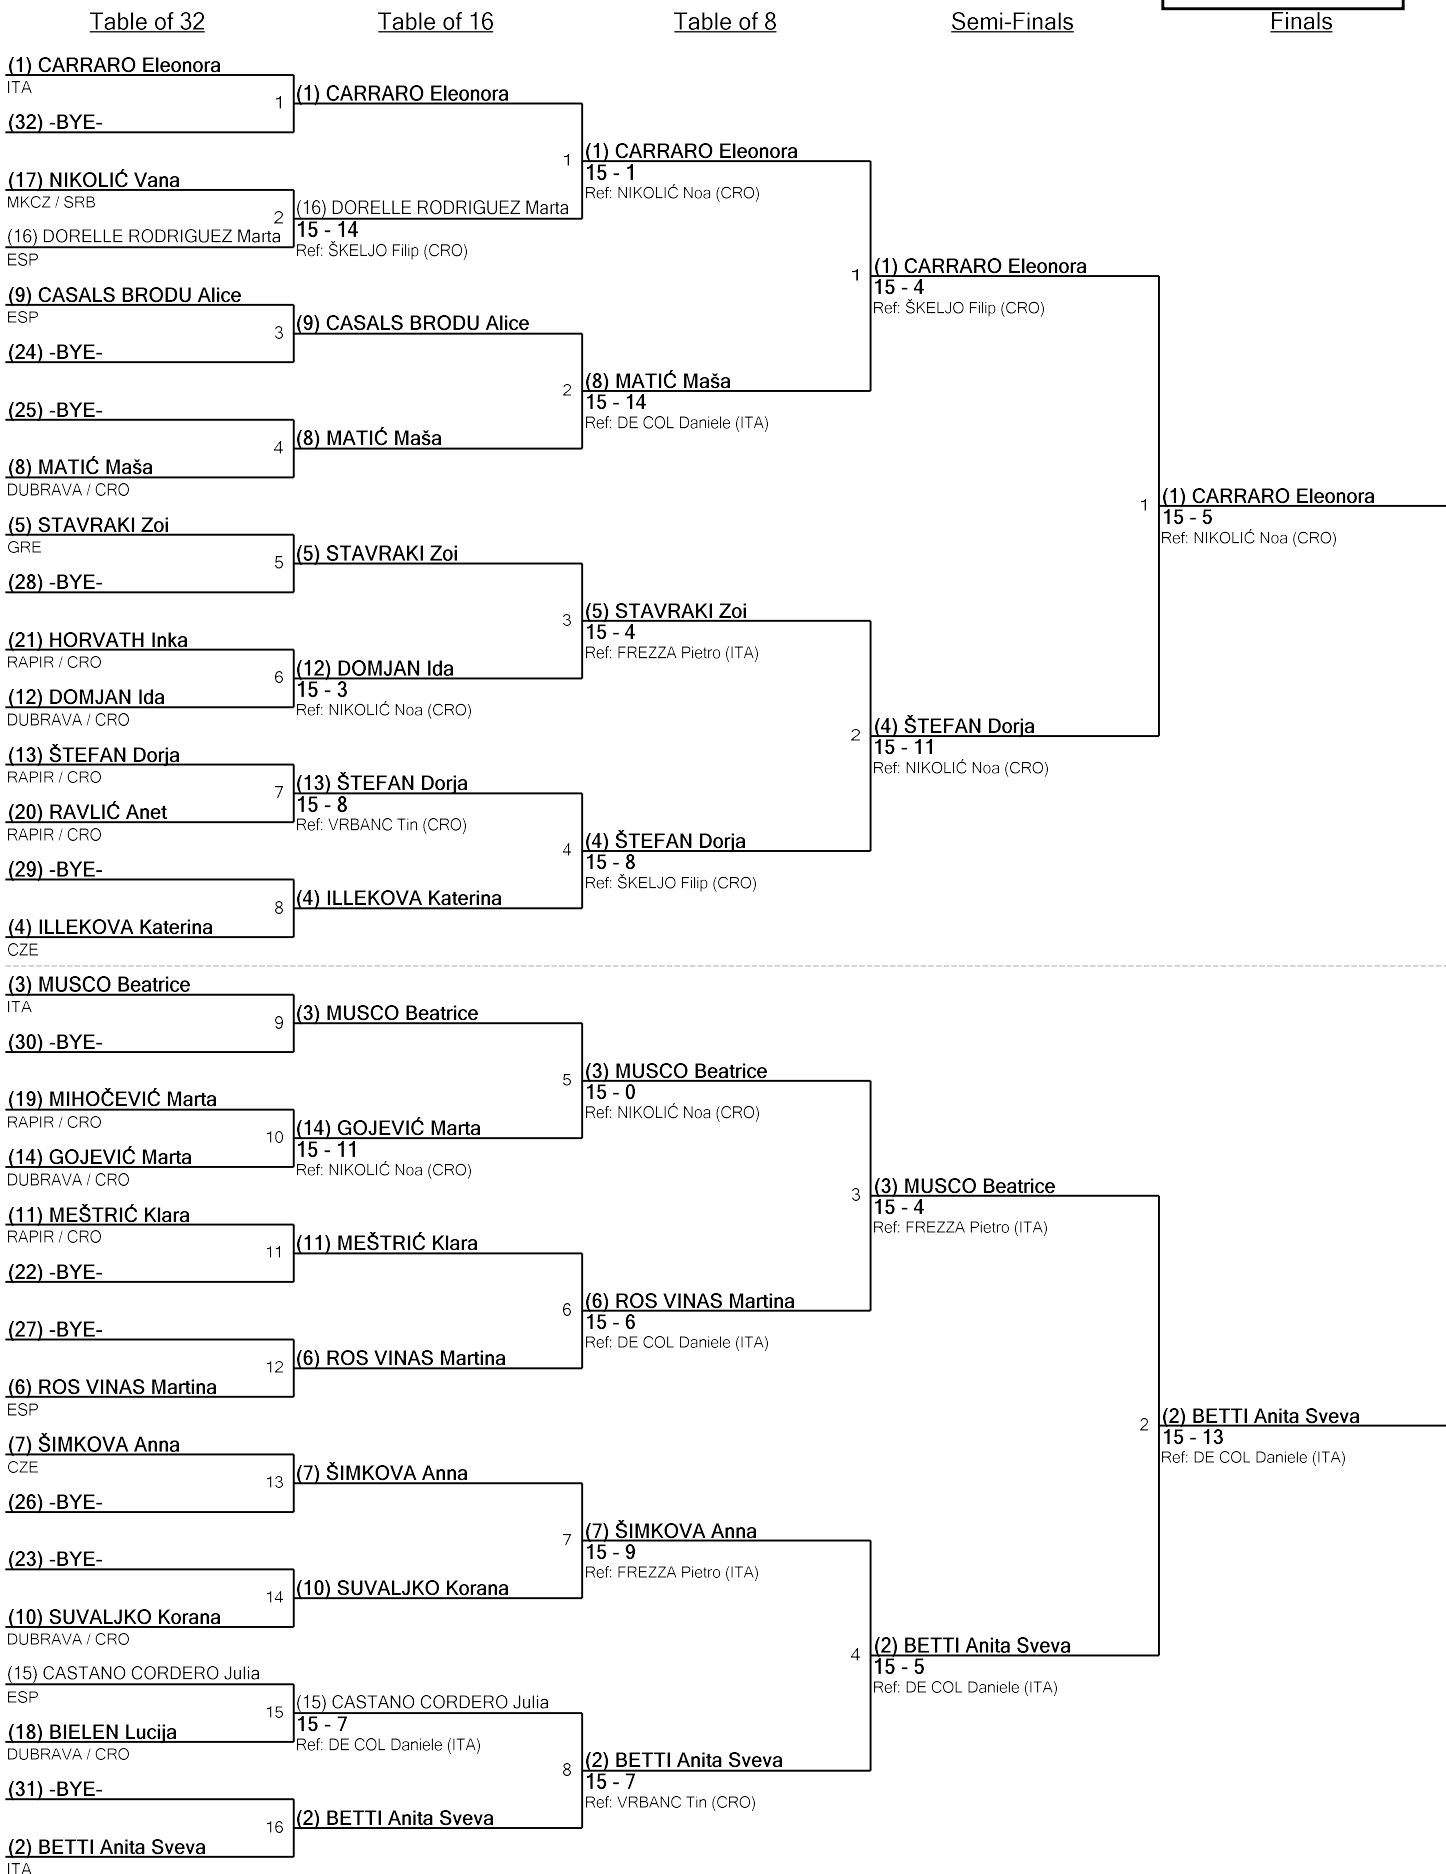 Table of 32
Table of 16
Table of 8
Semi-Finals
Finals
(1) CARRARO Eleonora
ITA
1
(32) -BYE-
(17) NIKOLIĆ Vana
MKCZ / SRB
2
(16) DORELLE RODRIGUEZ Marta
ESP
(9) CASALS BRODU Alice
ESP
3
(24) -BYE-
(25) -BYE-
4
(8) MATIĆ Maša
DUBRAVA / CRO
(5) STAVRAKI Zoi
GRE
5
(28) -BYE-
(21) HORVATH Inka
RAPIR / CRO
6
(12) DOMJAN Ida
DUBRAVA / CRO
(13) ŠTEFAN Dorja
RAPIR / CRO
7
(20) RAVLIĆ Anet
RAPIR / CRO
(29) -BYE-
8
(4) ILLEKOVA Katerina
CZE
(3) MUSCO Beatrice
ITA
9
(30) -BYE-
(19) MIHOČEVIĆ Marta
RAPIR / CRO
10
(14) GOJEVIĆ Marta
DUBRAVA / CRO
(11) MEŠTRIĆ Klara
RAPIR / CRO
11
(22) -BYE-
(27) -BYE-
12
(6) ROS VINAS Martina
ESP
(7) ŠIMKOVA Anna
CZE
13
(26) -BYE-
(23) -BYE-
14
(10) SUVALJKO Korana
DUBRAVA / CRO
(15) CASTANO CORDERO Julia
ESP
15
(18) BIELEN Lucija
DUBRAVA / CRO
(31) -BYE-
16
(2) BETTI Anita Sveva
ITA
(1) CARRARO Eleonora
1
(16) DORELLE RODRIGUEZ Marta
15 - 14
Ref: ŠKELJO Filip (CRO)
(9) CASALS BRODU Alice
2
(8) MATIĆ Maša
(5) STAVRAKI Zoi
3
(12) DOMJAN Ida
15 - 3
Ref: NIKOLIĆ Noa (CRO)
(13) ŠTEFAN Dorja
15 - 8
Ref: VRBANC Tin (CRO)
4
(4) ILLEKOVA Katerina
(3) MUSCO Beatrice
5
(14) GOJEVIĆ Marta
15 - 11
Ref: NIKOLIĆ Noa (CRO)
(11) MEŠTRIĆ Klara
6
(6) ROS VINAS Martina
(7) ŠIMKOVA Anna
7
(10) SUVALJKO Korana
(15) CASTANO CORDERO Julia
15 - 7
Ref: DE COL Daniele (ITA)
8
(2) BETTI Anita Sveva
(1) CARRARO Eleonora
15 - 1
Ref: NIKOLIĆ Noa (CRO)
1
(8) MATIĆ Maša
15 - 14
Ref: DE COL Daniele (ITA)
(5) STAVRAKI Zoi
15 - 4
Ref: FREZZA Pietro (ITA)
2
(4) ŠTEFAN Dorja
15 - 8
Ref: ŠKELJO Filip (CRO)
(3) MUSCO Beatrice
15 - 0
Ref: NIKOLIĆ Noa (CRO)
3
(6) ROS VINAS Martina
15 - 6
Ref: DE COL Daniele (ITA)
(7) ŠIMKOVA Anna
15 - 9
Ref: FREZZA Pietro (ITA)
4
(2) BETTI Anita Sveva
15 - 7
Ref: VRBANC Tin (CRO)
(1) CARRARO Eleonora
15 - 4
Ref: ŠKELJO Filip (CRO)
1
(4) ŠTEFAN Dorja
15 - 11
Ref: NIKOLIĆ Noa (CRO)
(3) MUSCO Beatrice
15 - 4
Ref: FREZZA Pietro (ITA)
2
(2) BETTI Anita Sveva
15 - 5
Ref: DE COL Daniele (ITA)
(1) CARRARO Eleonora
15 - 5
Ref: NIKOLIĆ Noa (CRO)
(2) BETTI Anita Sveva
15 - 13
Ref: DE COL Daniele (ITA)